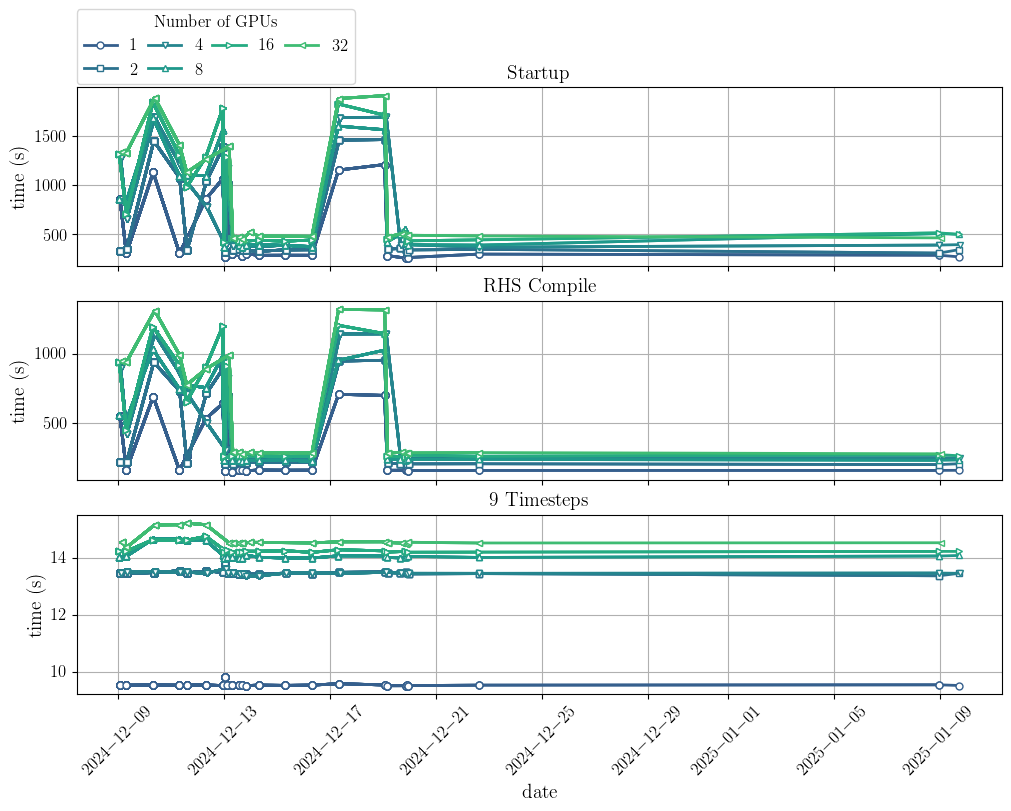 Number of GPUs
1 4 16 32
2 8
Startup
time (s)
1500
1000
500
RHS Compile
time (s)
1000
500
9 Timesteps
time (s)
14
12
10
2024−12−09 2024−12−13 2024−12−17 2024−12−21 2024−12−25 2024−12−29 2025−01−01 2025−01−05 2025−01−09
date